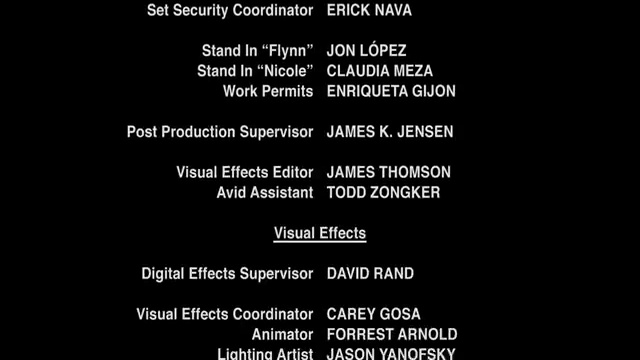 Set Security Coordinator ERICK NAVA
Stand In “Flynn” JON LÓPEZ
Stand In “Nicole” CLAUDIA MEZA
Work Permits ENRIQUETA GIJON
Post Production Supervisor JAMES K. JENSEN
Visual Effects Editor JAMES THOMSON
Avid Assistant TODD ZONGKER
Visual Effects
Digital Effects Supervisor DAVID RAND
Visual Effects Coordinator CAREY GOSA
Animator FORREST ARNOLD
Lighting Artist JASON YANOFSKY